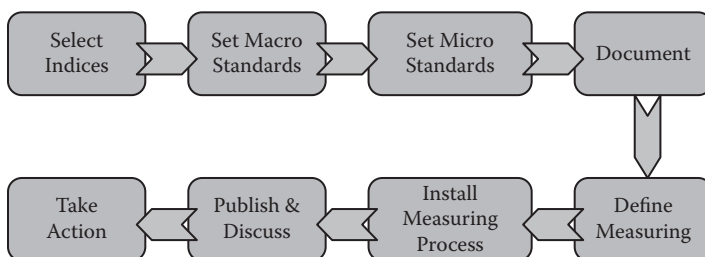 Select
Indices
Set Macro
Standards
Set Micro
Standards
Document
Define
Measuring
Install
Measuring
Process
Publish &
Discuss
Take
Action